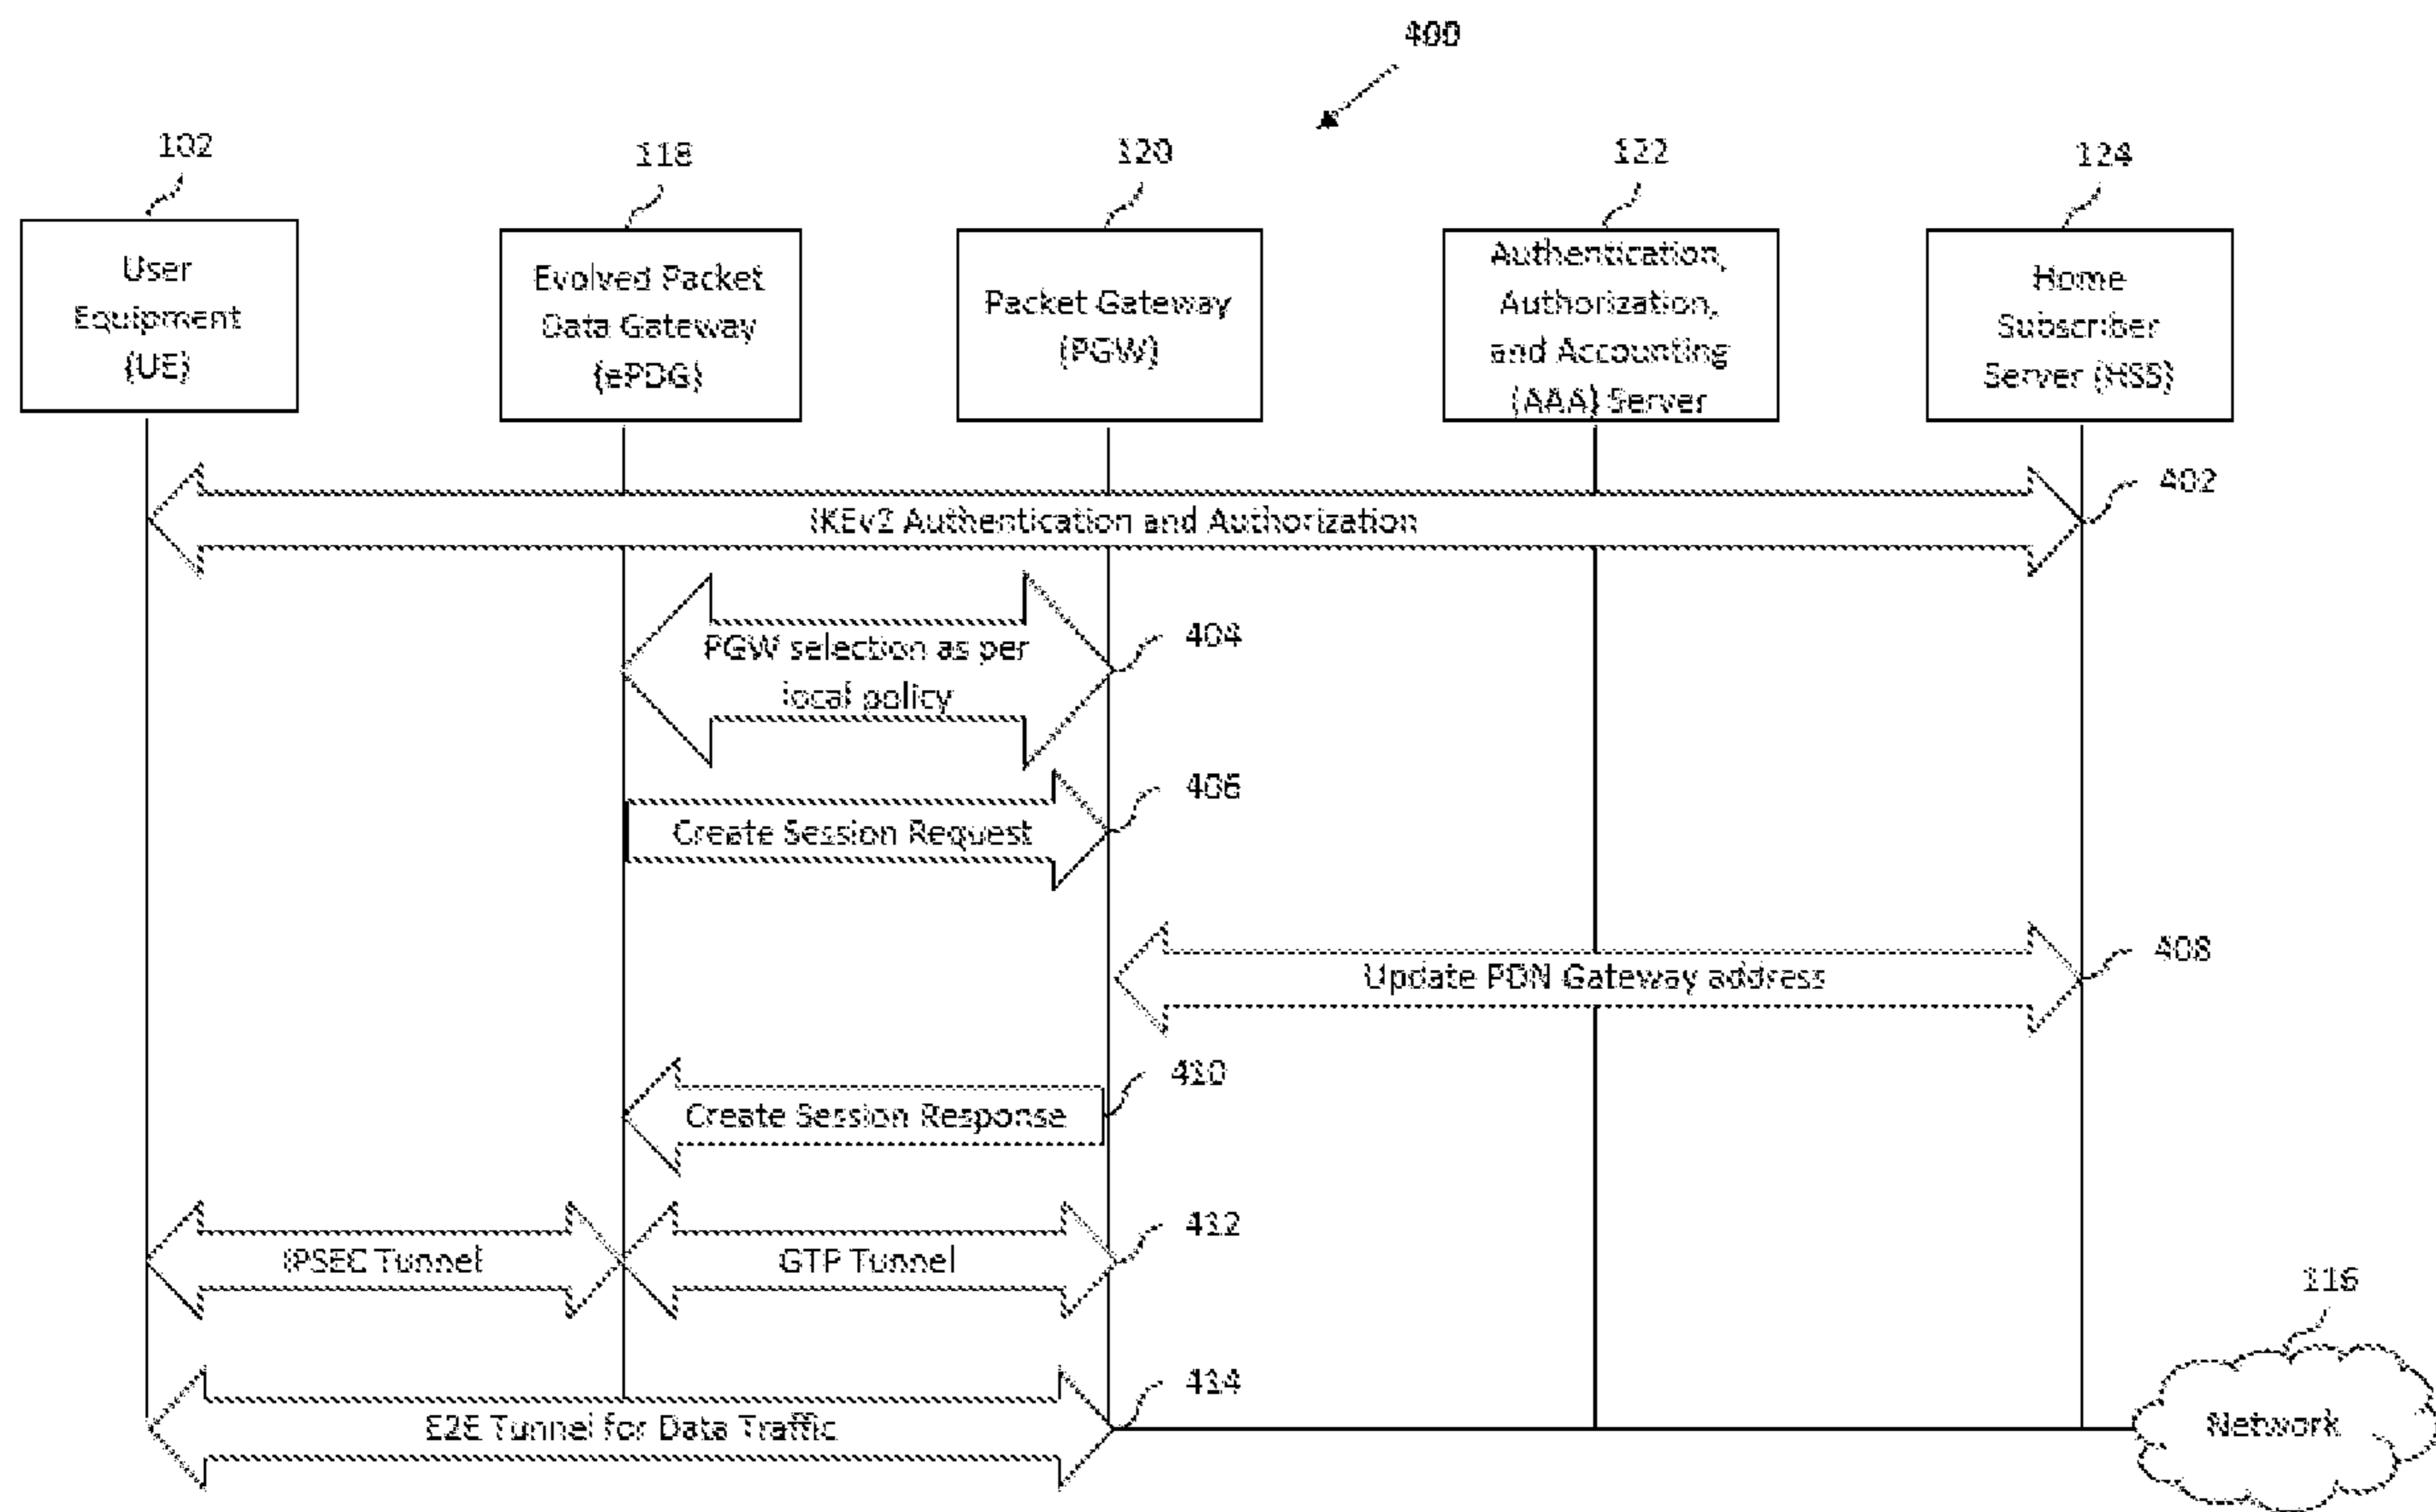 400
102
118
120
122
124
User
Equipment
(UE)
Evolved Packet
Data Gateway
(ePDG)
Packet Gateway
(PGW)
Authentication,
Authorization,
and Accounting
(AAA) Server
Home
Subscriber
Server (HSS)
402
IKEv2 Authentication and Authorization
404
PGW selection as per
local policy
406
Create Session Request
408
Update PDN Gateway address
410
Create Session Response
412
IPSEC Tunnel
GTP Tunnel
116
414
E2E Tunnel for Data Traffic
Network